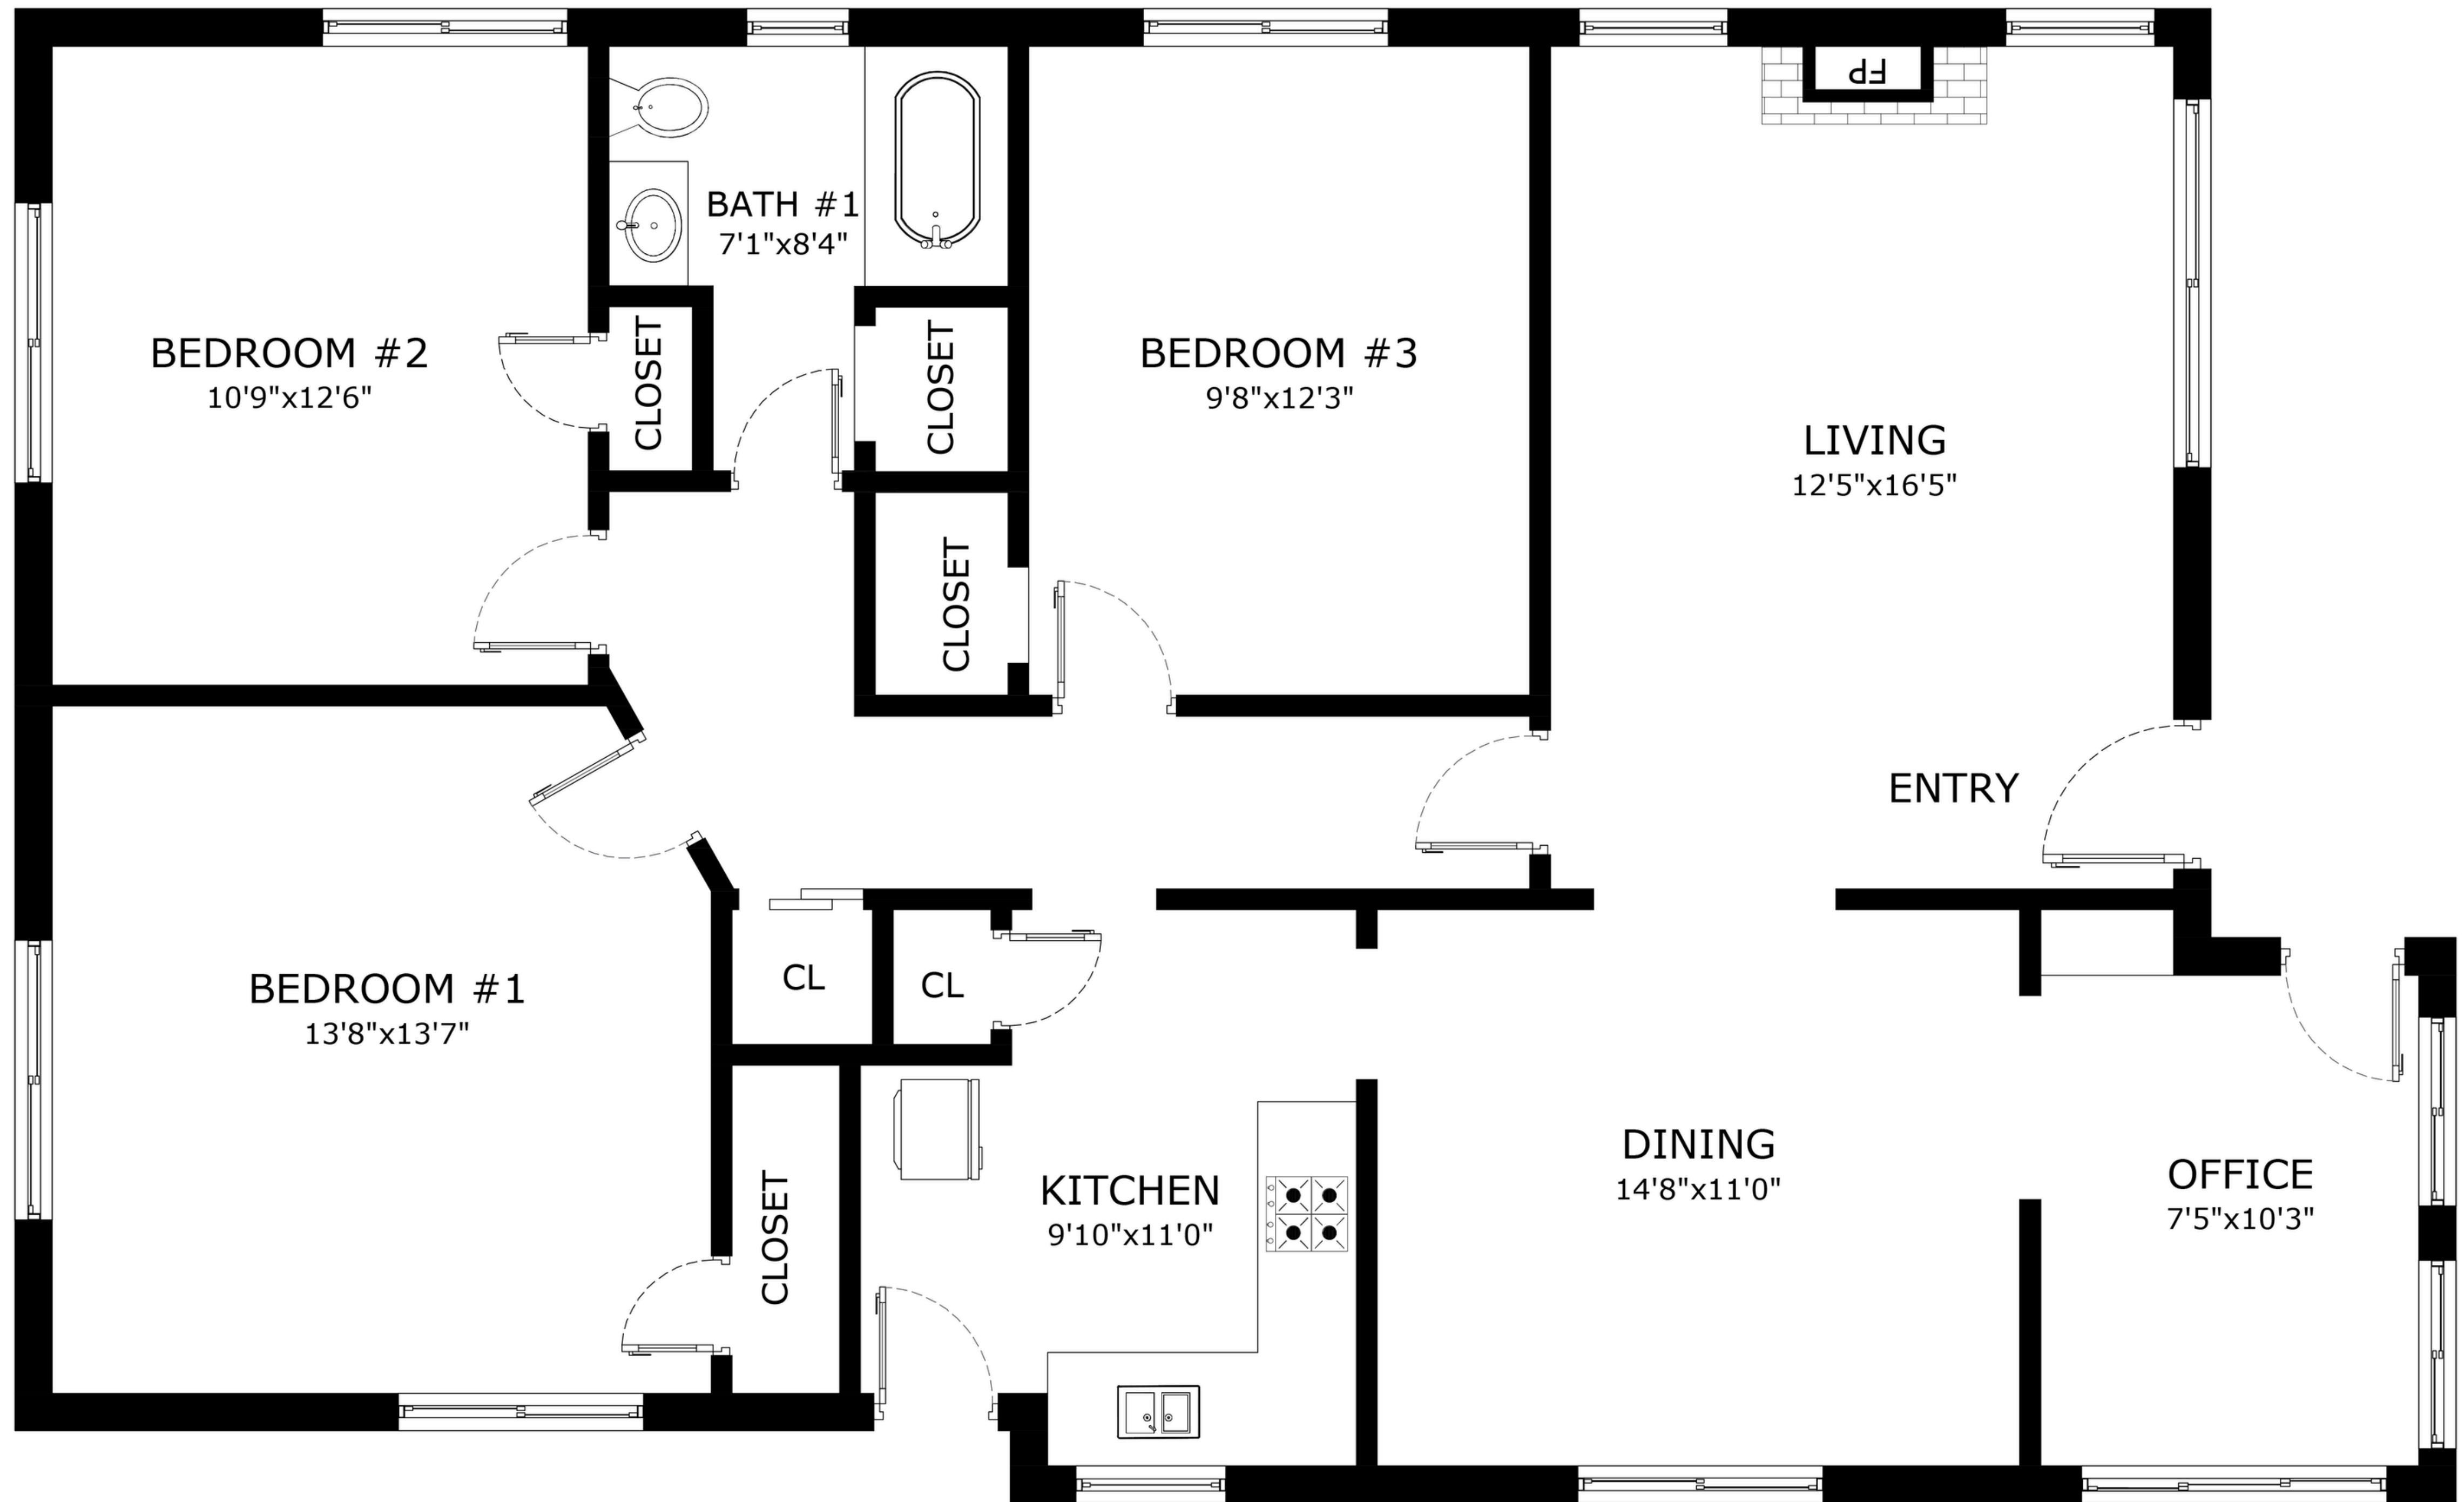 FP
BATH #1
7'1"x8'4"
BEDROOM #2
10'9"x12'6"
CLOSET
CLOSET
BEDROOM #3
9'8"x12'3"
LIVING
12'5"x16'5"
CLOSET
ENTRY
BEDROOM #1
13'8"x13'7"
CL
CL
CLOSET
KITCHEN
9'10"x11'0"
DINING
14'8"x11'0"
OFFICE
7'5"x10'3"